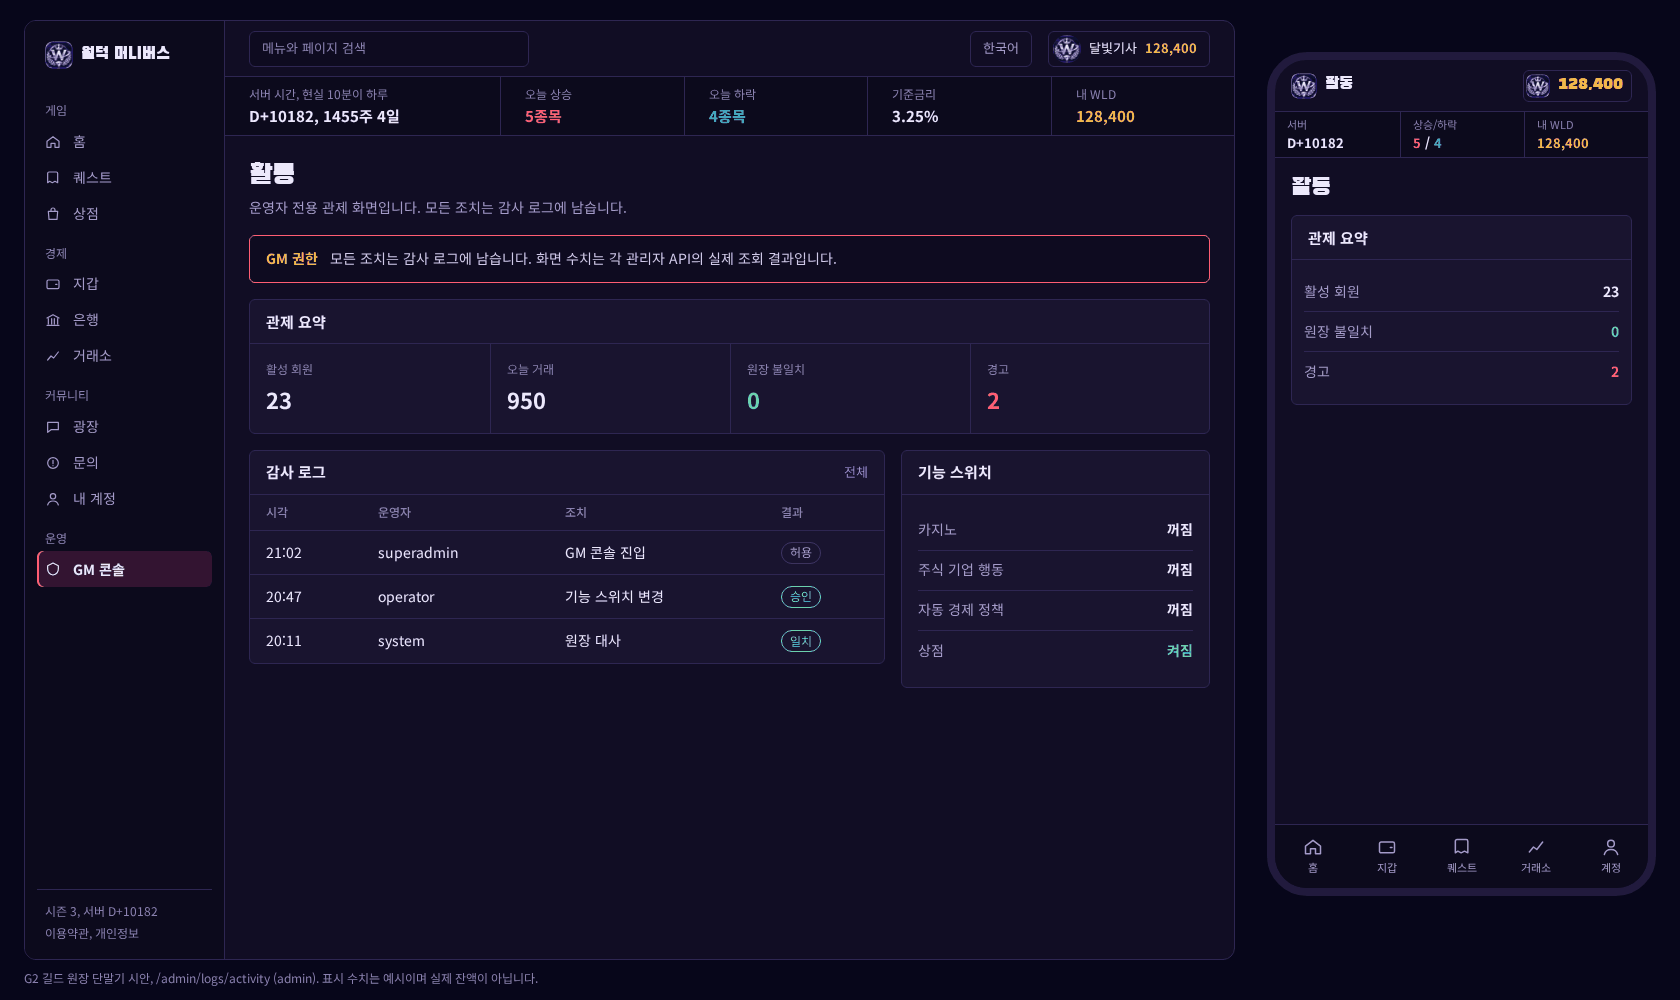 월덕 머니버스
게임
홈
퀘스트
상점
경제
지갑
은행
거래소
커뮤니티
광장
문의
내 계정
운영
GM 콘솔
시즌 3, 서버 D+10182
이용약관, 개인정보
메뉴와 페이지 검색
한국어
달빛기사 128,400
서버 시간, 현실 10분이 하루
D+10182, 1455주 4일
오늘 상승
5종목
오늘 하락
4종목
기준금리
3.25%
내 WLD
128,400
활동
운영자 전용 관제 화면입니다. 모든 조치는 감사 로그에 남습니다.
GM 권한 모든 조치는 감사 로그에 남습니다. 화면 수치는 각 관리자 API의 실제 조회 결과입니다.
관제 요약
활성 회원
23
오늘 거래
950
원장 불일치
0
경고
2
감사 로그 전체
시각 운영자 조치 결과
21:02 superadmin GM 콘솔 진입 허용
20:47 operator 기능 스위치 변경 승인
20:11 system 원장 대사 일치
기능 스위치
카지노 꺼짐
주식 기업 행동 꺼짐
자동 경제 정책 꺼짐
상점 켜짐
활동 128,400
서버
D+10182
상승/하락
5 / 4
내 WLD
128,400
활동
관제 요약
활성 회원 23
원장 불일치 0
경고 2
홈 지갑 퀘스트 거래소 계정
G2 길드 원장 단말기 시안, /admin/logs/activity (admin). 표시 수치는 예시이며 실제 잔액이 아닙니다.